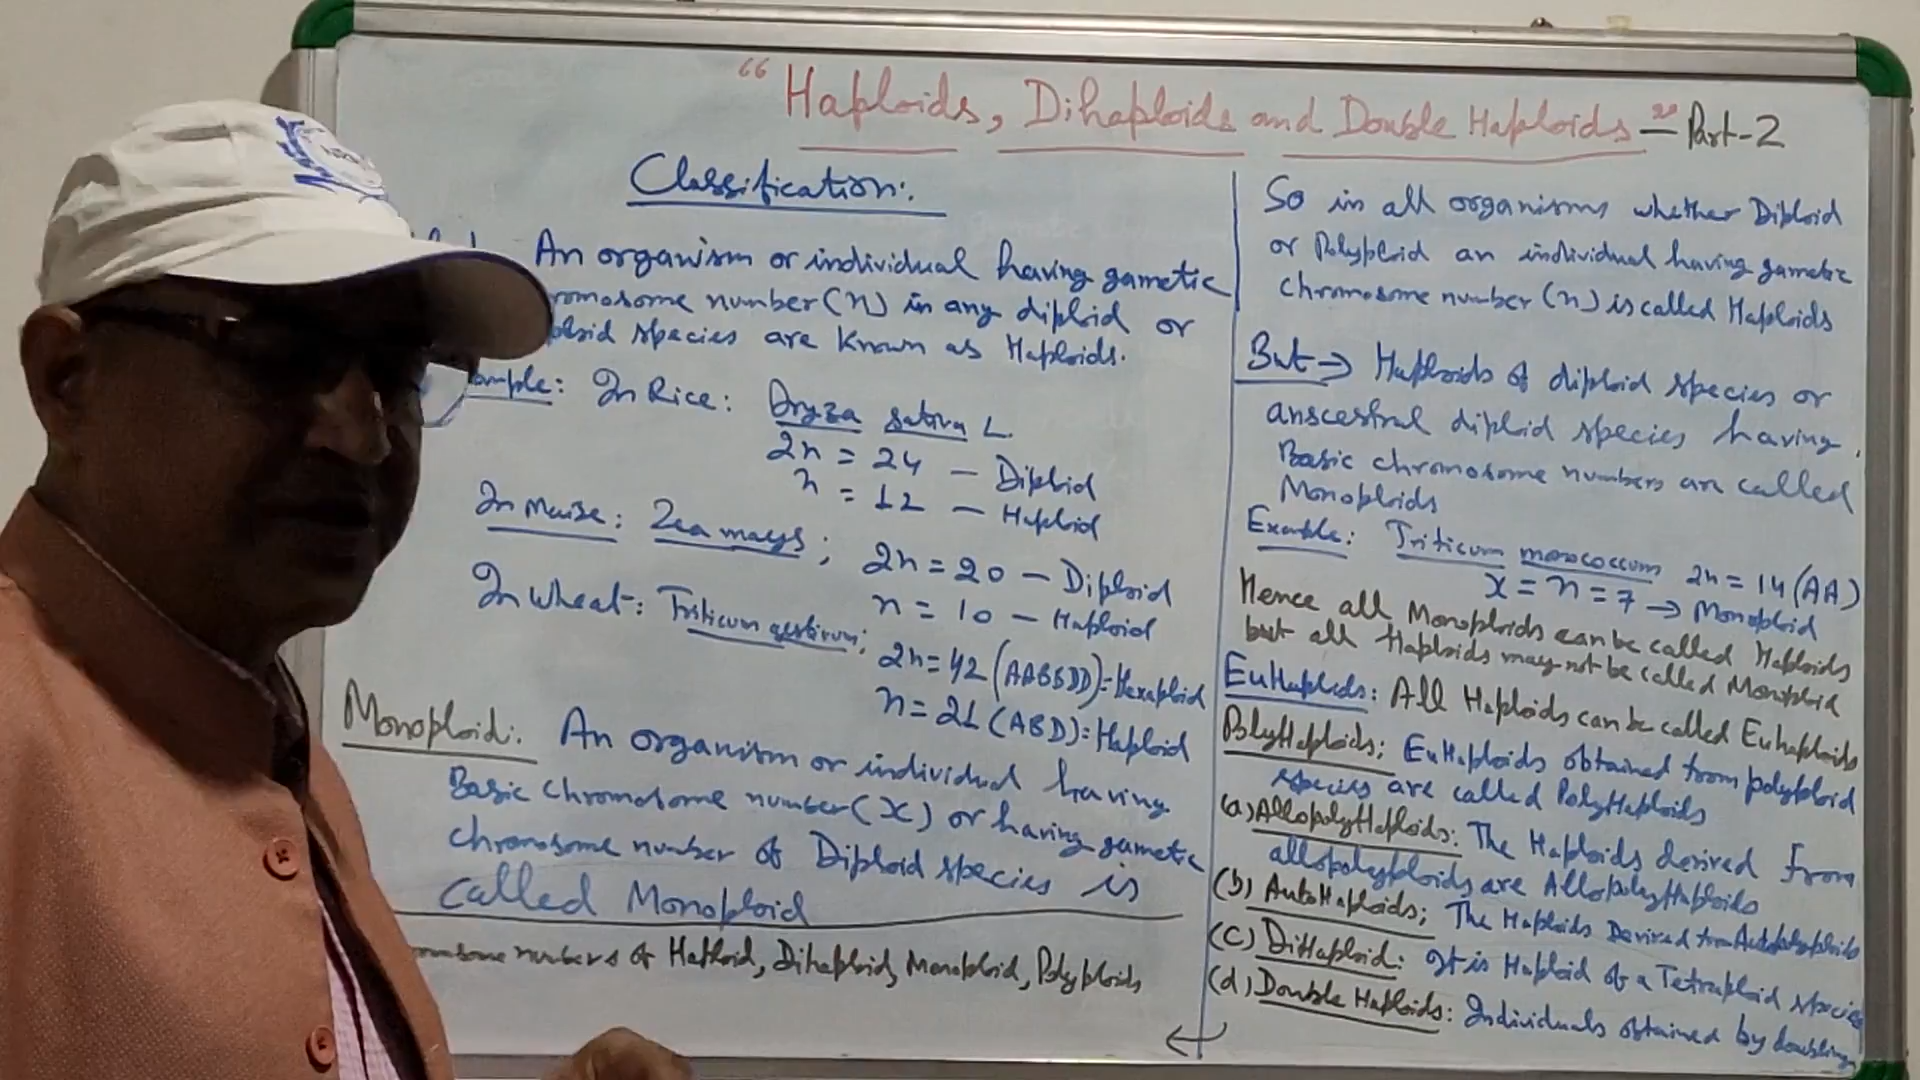 "Haploids, Dihaploids and Double Haploids" – Part-2
Classification:
An organism or individual having gametic
romosome number (n) in any diploid or
ploid species are known as Haploids.
ample: In Rice: Oryza sativa L.
2n = 24 — Diploid
n = 12 — Haploid
In Maize: Zea mays; 2n = 20 — Diploid
n = 10 — Haploid
In Wheat: Triticum aestivum; 2n = 42 (AABBDD) = Hexaploid
n = 21 (ABD) = Haploid
Monoploid: An organism or individual having
Basic chromosome number (x) or having gametic
chromosome number of Diploid species is
called Monoploid
omosome numbers of Haploid, Dihaploid, Monoploid, Polyploids
So in all organisms whether Diploid
or Polyploid an individual having gametic
chromosome number (n) is called Haploids
But → Haploids of diploid species or
anscestral diploid species having
Basic chromosome numbers are called
Monoploids
Example: Triticum monococcum 2n = 14 (AA)
x = n = 7 → Monoploid
Hence all Monoploids can be called Haploids
but all Haploids may not be called Monoploid
EuHaploids: All Haploids can be called Euhaploids
PolyHaploids: EuHaploids obtained from polyploid
species are called PolyHaploids
(a) AllopolyHaploids: The Haploids derived from
allopolyploids are AllopolyHaploids
(b) AutoHaploids; The Haploids Derived from Autopolyploids
(c) DiHaploid: It is Haploid of a Tetraploid species
(d) Double Haploids: Individuals obtained by doubling